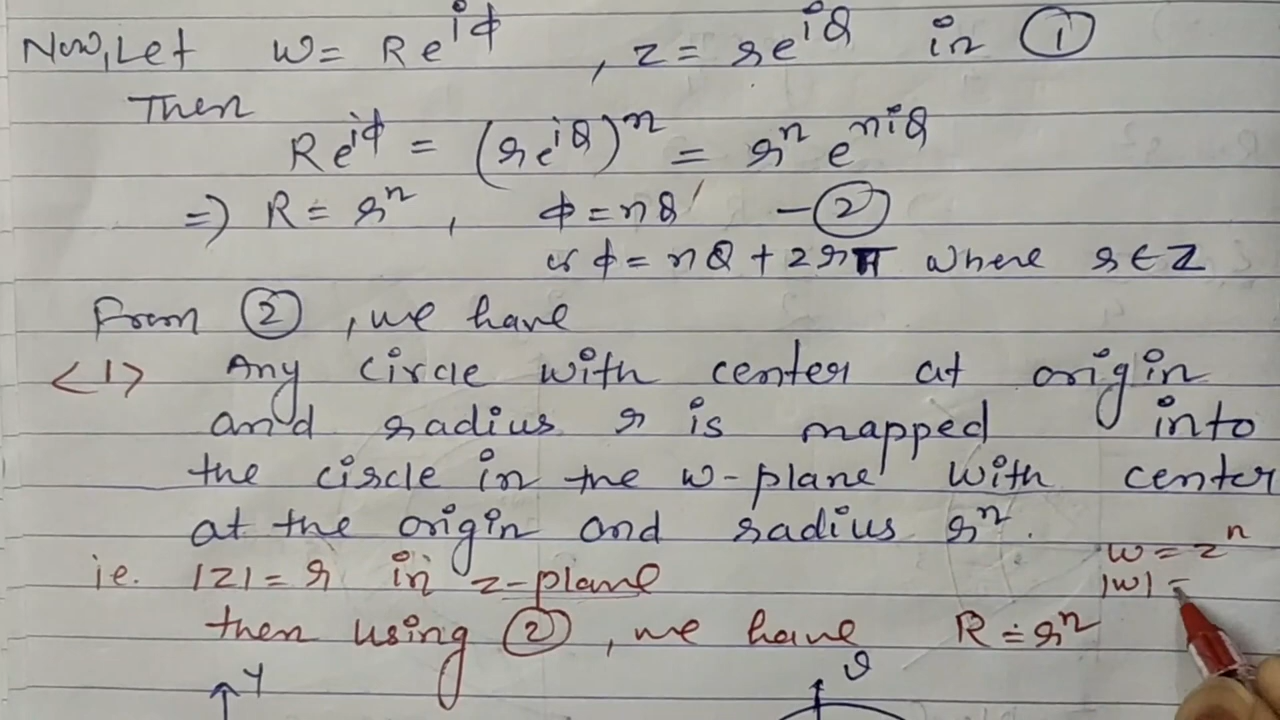 Now, Let w = Re^{iϕ}, z = re^{iθ} in ①
Then
Re^{iϕ} = (re^{iθ})^n = r^n e^{niθ}
⇒ R = r^n, ϕ = nθ — ②
or ϕ = nθ + 2rπ where r ∈ Z
From ②, we have
<1> Any circle with center at origin
and radius r is mapped into
the circle in the w-plane with center
at the origin and radius r^n.
w = z^n
ie. |z| = r in z-plane
|w| =
then using ②, we have R = r^n
Y
υ